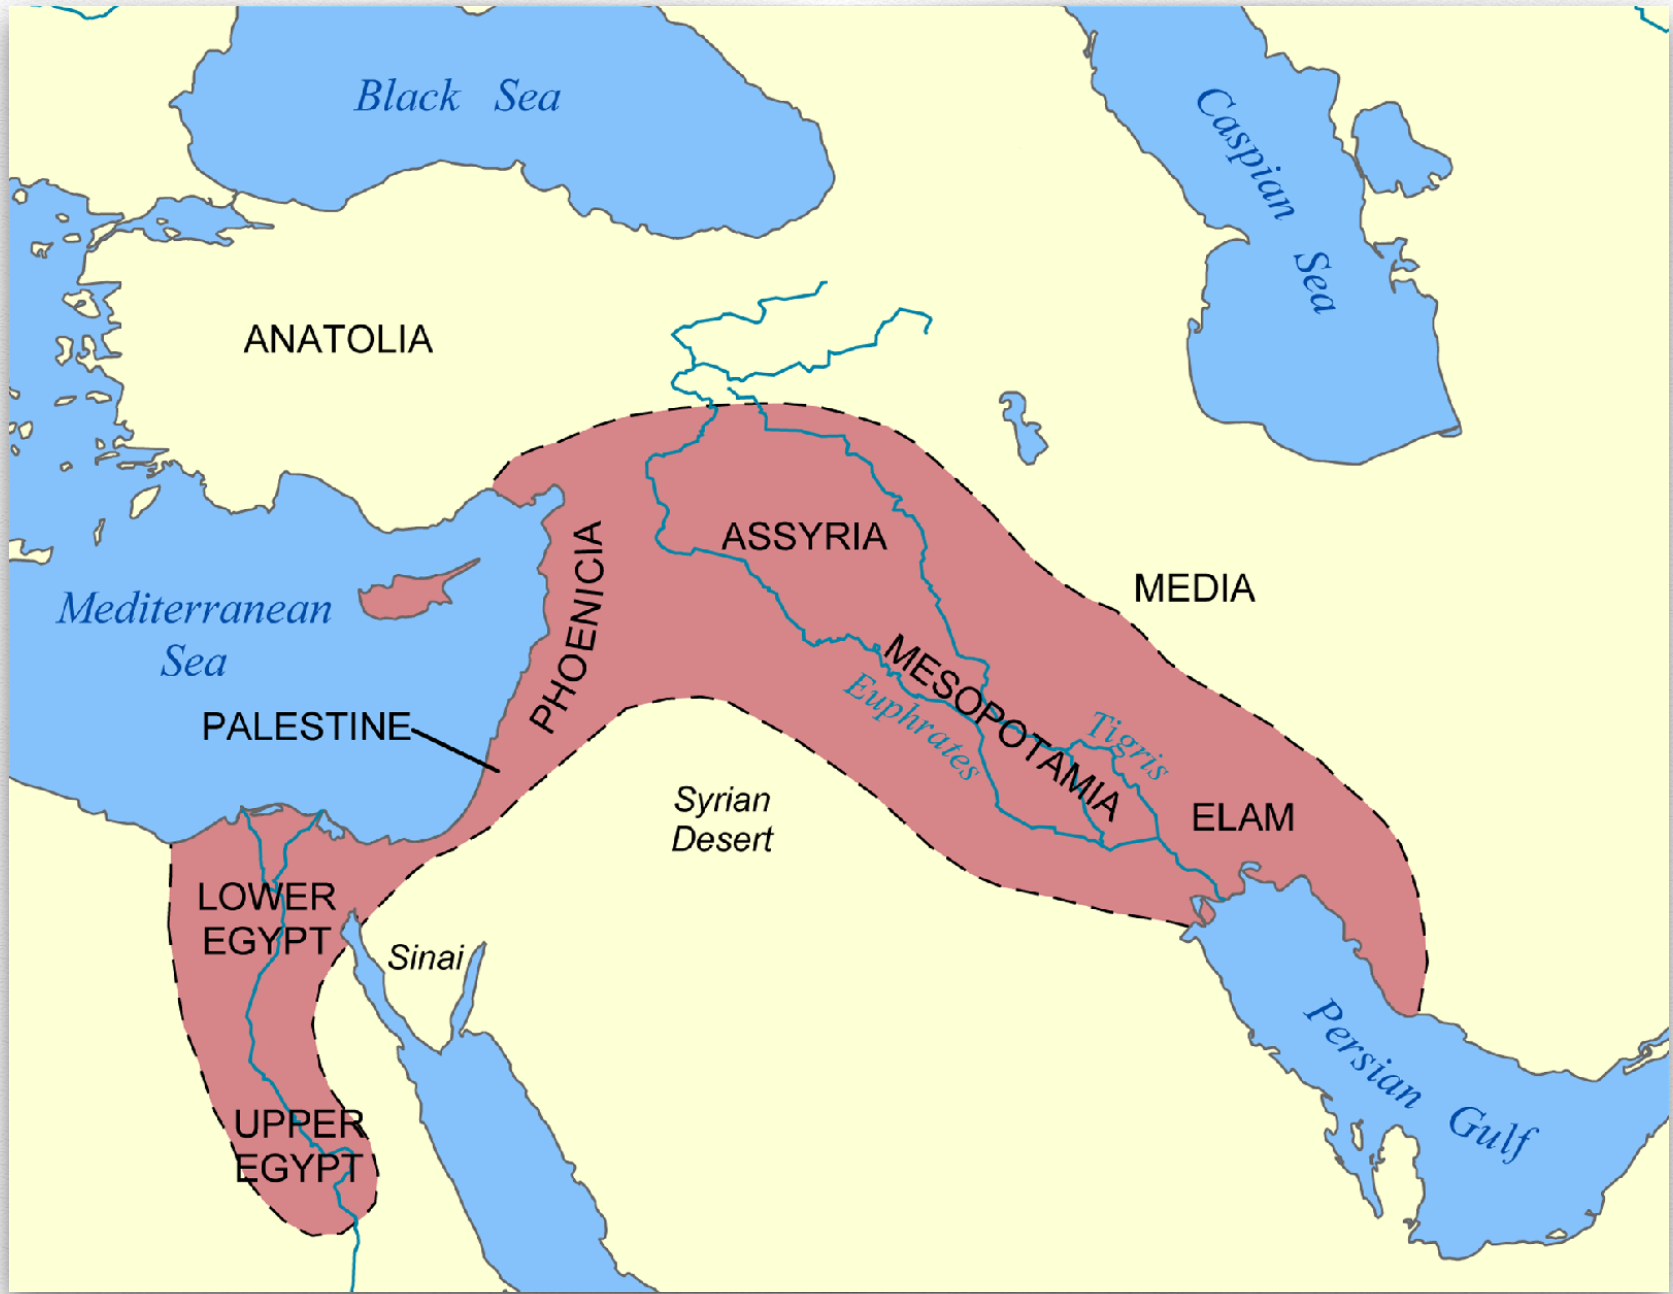 Black Sea
Caspian Sea
ANATOLIA
ASSYRIA
PHOENICIA
MEDIA
Mediterranean
Sea
MESOPOTAMIA
Euphrates
Tigris
PALESTINE
Syrian
Desert
ELAM
LOWER
EGYPT
Sinai
Persian Gulf
UPPER
EGYPT